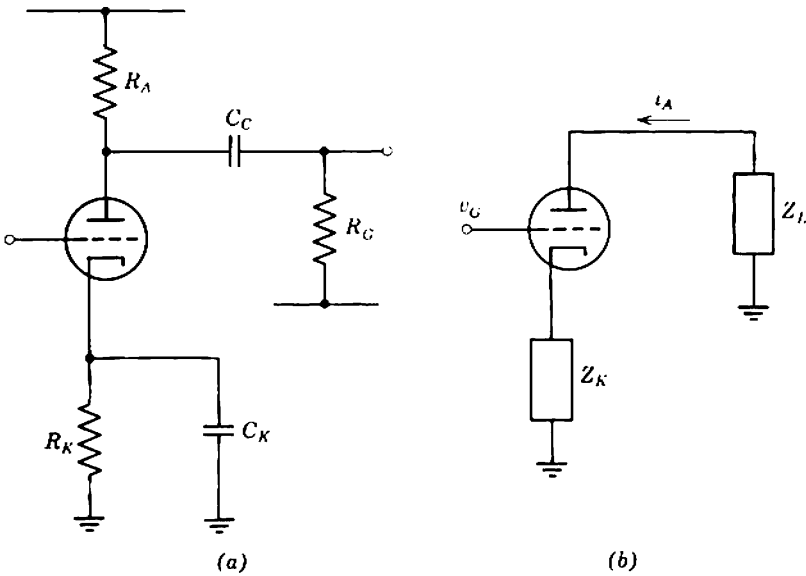 R_A
C_C
R_G
R_K
C_K
(a)
i_A
v_G
Z_L
Z_K
(b)